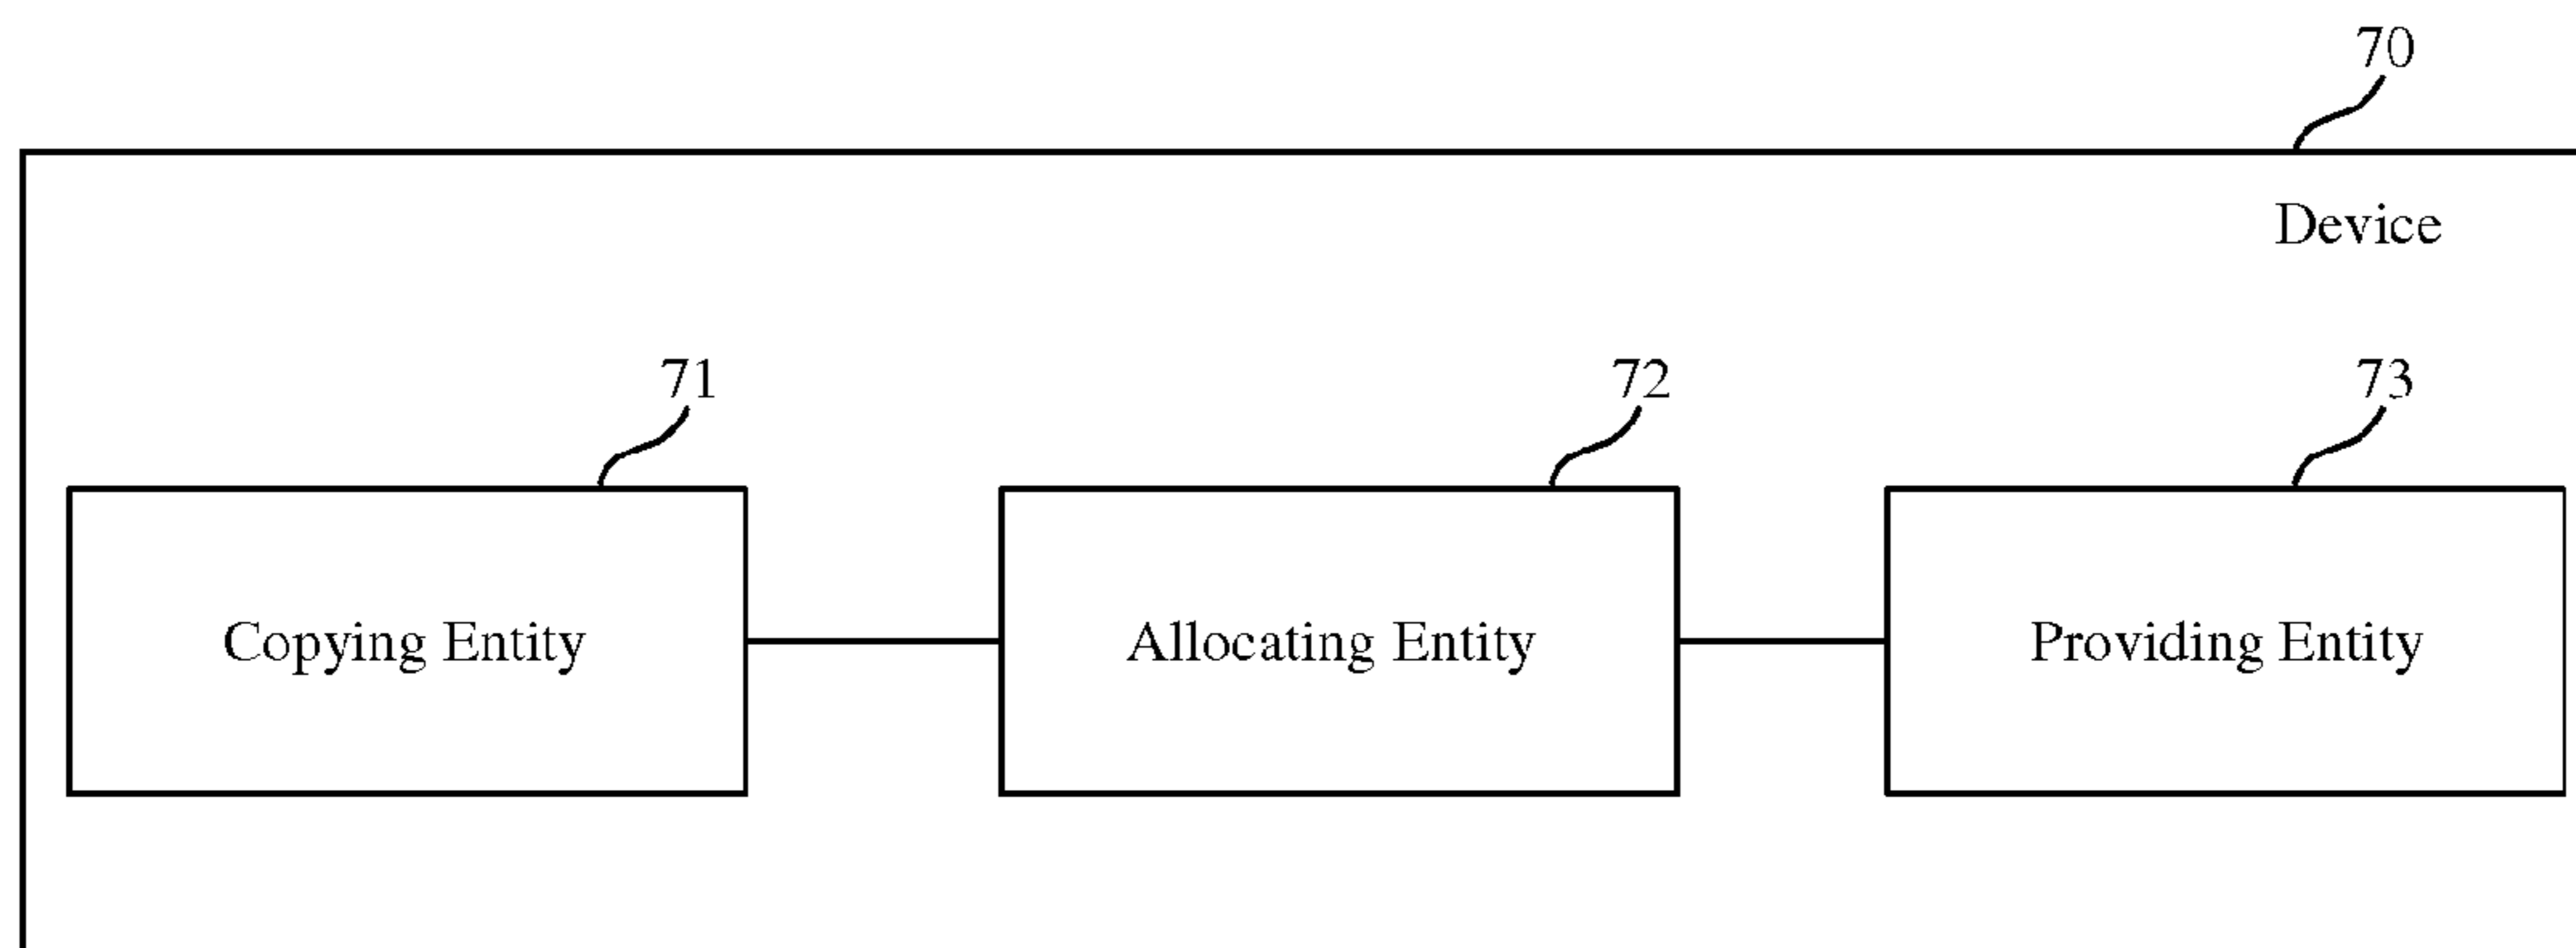 70
Device
71
72
73
Copying Entity
Allocating Entity
Providing Entity